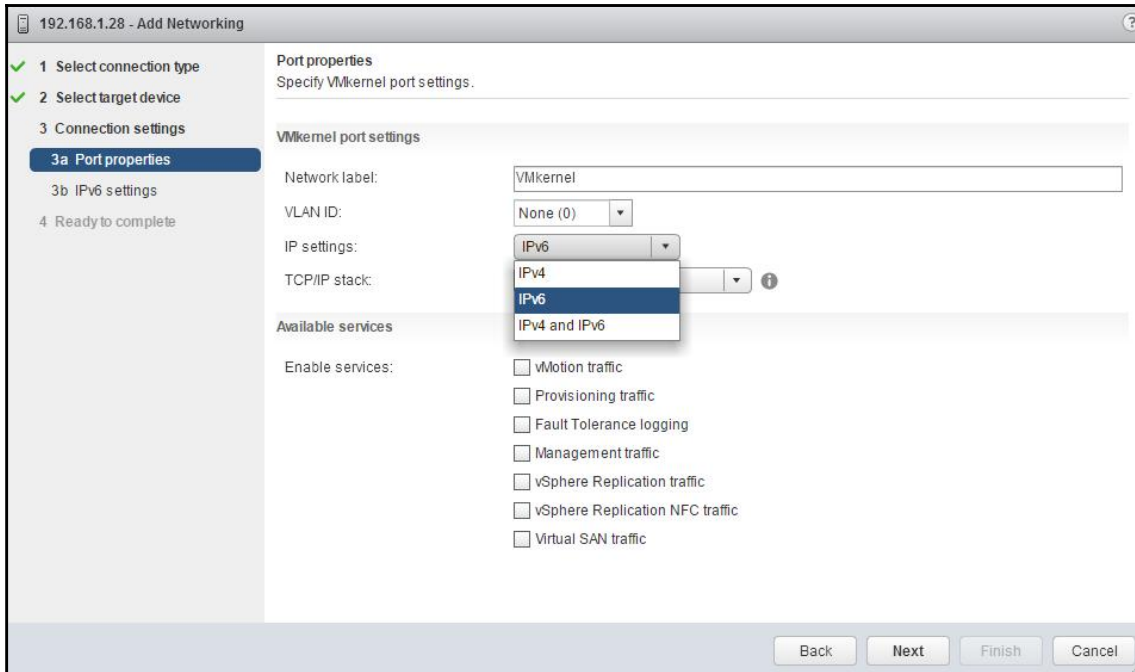 192.168.1.28 - Add Networking
?
1 Select connection type
2 Select target device
3 Connection settings
3a Port properties
3b IPv6 settings
4 Ready to complete
Port properties
Specify VMkernel port settings.
VMkernel port settings
Network label: VMkernel
VLAN ID: None (0)
IP settings: IPv6
IPv4
IPv6
IPv4 and IPv6
TCP/IP stack:
Available services
Enable services: vMotion traffic
Provisioning traffic
Fault Tolerance logging
Management traffic
vSphere Replication traffic
vSphere Replication NFC traffic
Virtual SAN traffic
Back Next Finish Cancel